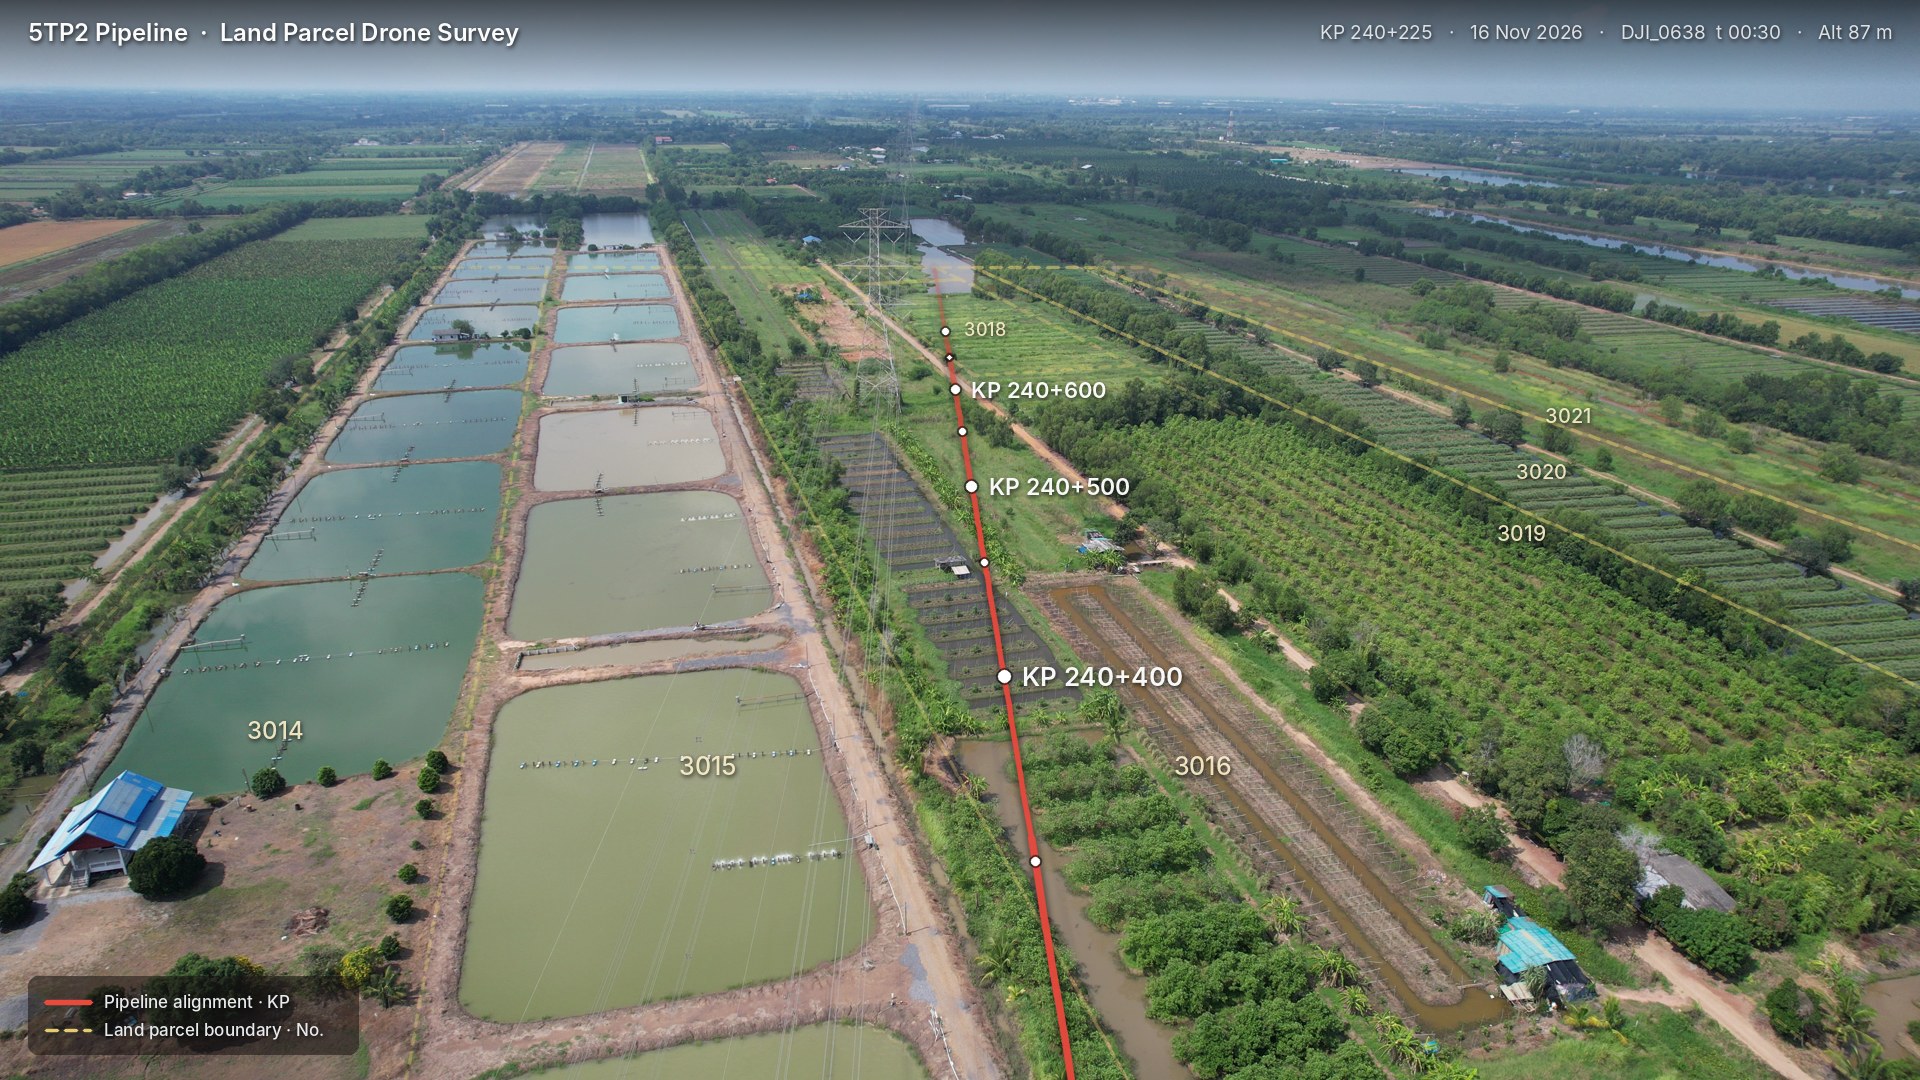 5TP2 Pipeline · Land Parcel Drone Survey
KP 240+225 · 16 Nov 2026 · DJI_0638 t 00:30 · Alt 87 m
3018
KP 240+600
3021
3020
KP 240+500
3019
KP 240+400
3014
3015
3016
Pipeline alignment · KP
Land parcel boundary · No.